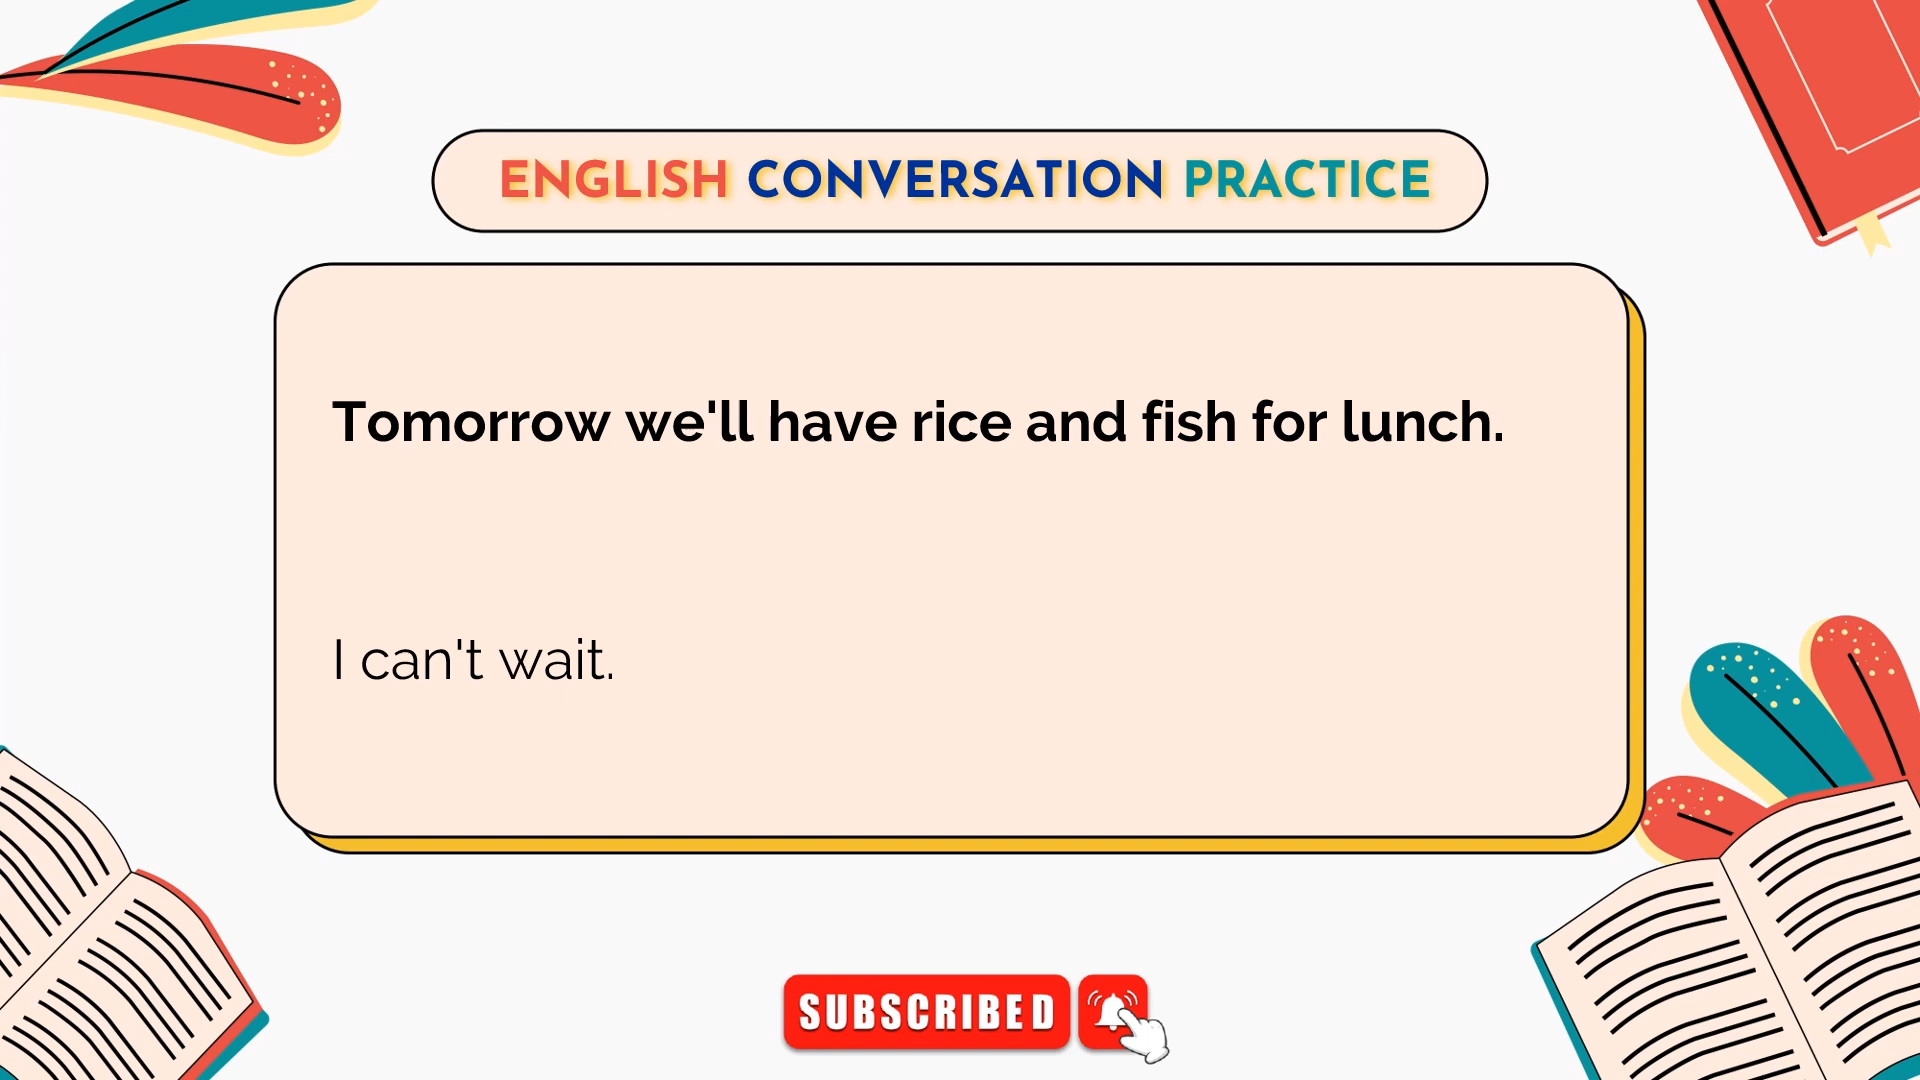 ENGLISH CONVERSATION PRACTICE
Tomorrow we'll have rice and fish for lunch.
I can't wait.
SUBSCRIBED